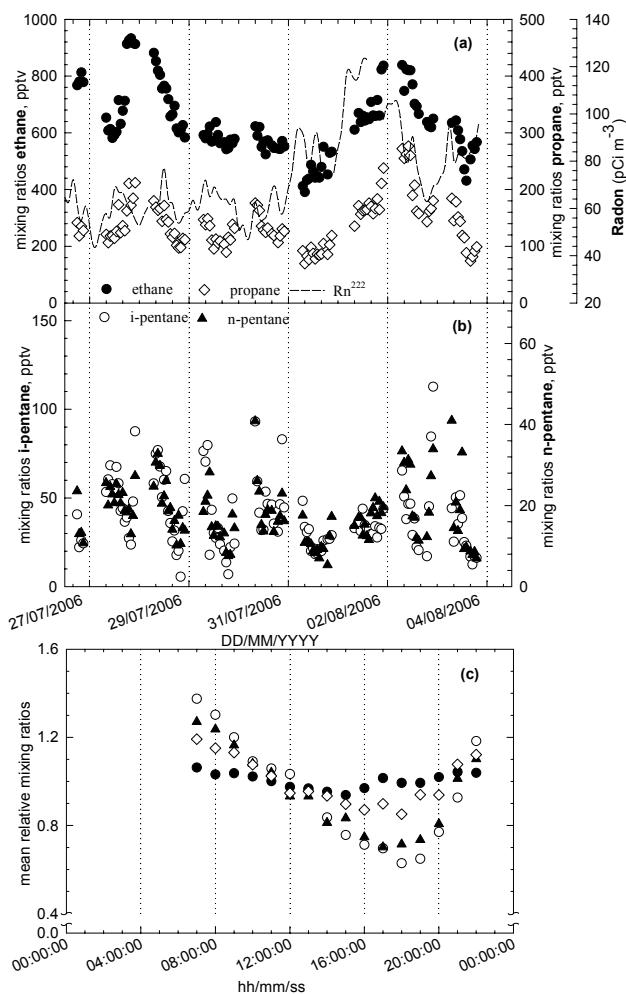 (a)
mixing ratios ethane, pptv
1000
800
600
400
200
0
500
400
300
200
100
0
mixing ratios propane, pptv
140
120
100
80
60
40
20
Radon (pCi m-3)
ethane propane Rn222
i-pentane n-pentane
(b)
mixing ratios i-pentane, pptv
150
100
50
0
60
40
20
0
mixing ratios n-pentane, pptv
27/07/2006 29/07/2006 31/07/2006 02/08/2006 04/08/2006
DD/MM/YYYY
(c)
mean relative mixing ratios
1.6
1.2
0.8
0.4
0.0
00:00:00 04:00:00 08:00:00 12:00:00 16:00:00 20:00:00 00:00:00
hh/mm/ss